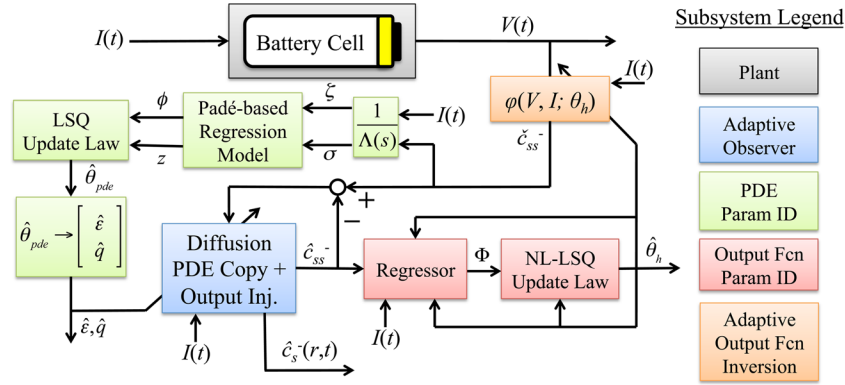 Subsystem Legend
I(t)
Battery Cell
V(t)
I(t)
Plant
φ(V, I; θ_h)
LSQ
Update Law
ϕ
z
Padé-based
Regression
Model
ζ
σ
1
Λ(s)
I(t)
č_ss^-
Adaptive
Observer
θ̂_pde
θ̂_pde → [ ε̂
q̂ ]
+
−
PDE
Param ID
Diffusion
PDE Copy +
Output Inj.
ĉ_ss^-
Regressor
Φ
NL-LSQ
Update Law
θ̂_h
Output Fcn
Param ID
ε̂, q̂
I(t)
I(t)
ĉ_s^-(r,t)
Adaptive
Output Fcn
Inversion